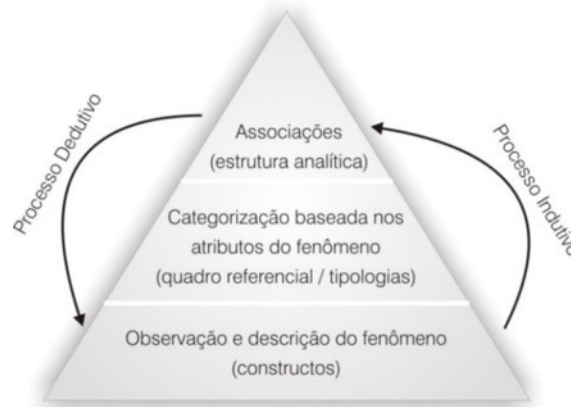 Processo Dedutivo
Associações
(estrutura analítica)
Categorização baseada nos
atributos do fenômeno
(quadro referencial / tipologias)
Observação e descrição do fenômeno
(constructos)
Processo Indutivo